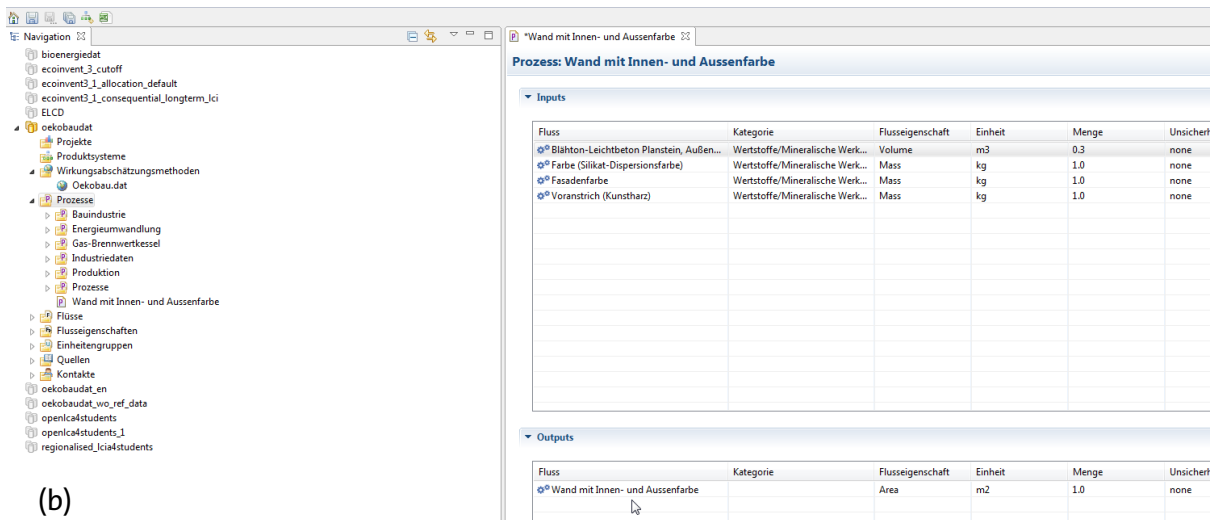 Navigation
bioenergiedat
ecoinvent_3_cutoff
ecoinvent3_1_allocation_default
ecoinvent3_1_consequential_longterm_lci
ELCD
oekobaudat
Projekte
Produktsysteme
Wirkungsabschätzungsmethoden
Oekobau.dat
Prozesse
Bauindustrie
Energieumwandlung
Gas-Brennwertkessel
Industriedaten
Produktion
Prozesse
Wand mit Innen- und Aussenfarbe
Flüsse
Flusseigenschaften
Einheitengruppen
Quellen
Kontakte
oekobaudat_en
oekobaudat_wo_ref_data
openlca4students
openlca4students_1
regionalised_lcia4students
(b)
*Wand mit Innen- und Aussenfarbe
Prozess: Wand mit Innen- und Aussenfarbe
Inputs
Fluss Kategorie Flusseigenschaft Einheit Menge Unsicherh
Blähton-Leichtbeton Planstein, Außen... Wertstoffe/Mineralische Werk... Volume m3 0.3 none
Farbe (Silikat-Dispersionsfarbe) Wertstoffe/Mineralische Werk... Mass kg 1.0 none
Fasadenfarbe Wertstoffe/Mineralische Werk... Mass kg 1.0 none
Voranstrich (Kunstharz) Wertstoffe/Mineralische Werk... Mass kg 1.0 none
Outputs
Fluss Kategorie Flusseigenschaft Einheit Menge Unsicherh
Wand mit Innen- und Aussenfarbe Area m2 1.0 none